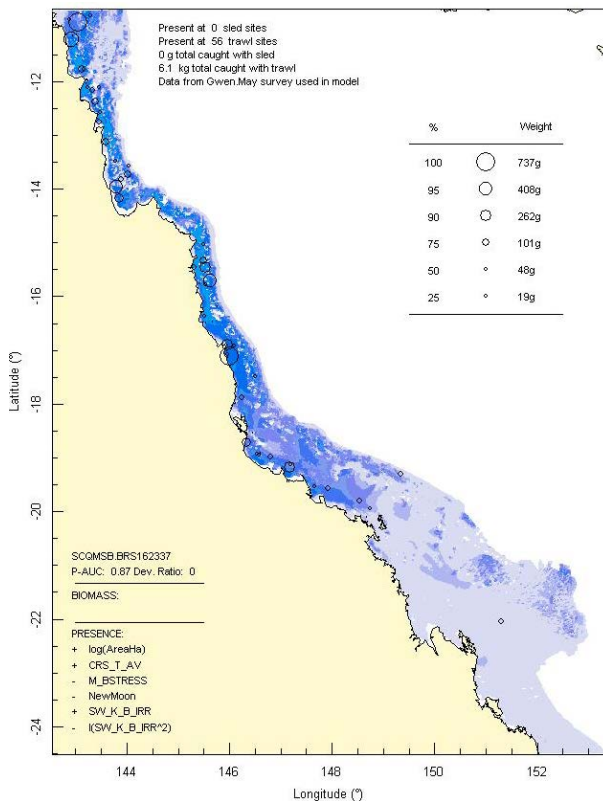 Present at 0 sled sites
Present at 56 trawl sites
0 g total caught with sled
6.1 kg total caught with trawl
Data from Gwen.May survey used in model
% Weight
100 737g
95 408g
90 262g
75 101g
50 48g
25 19g
-12
-14
-16
-18
-20
-22
-24
Latitude (°)
SCQMSB.BRS162337
P-AUC: 0.87 Dev. Ratio: 0
BIOMASS:
PRESENCE:
+ log(AreaHa)
+ CRS_T_AV
- M_BSTRESS
- NewMoon
+ SW_K_B_IRR
- I(SW_K_B_IRR^2)
144 146 148 150 152
Longitude (°)